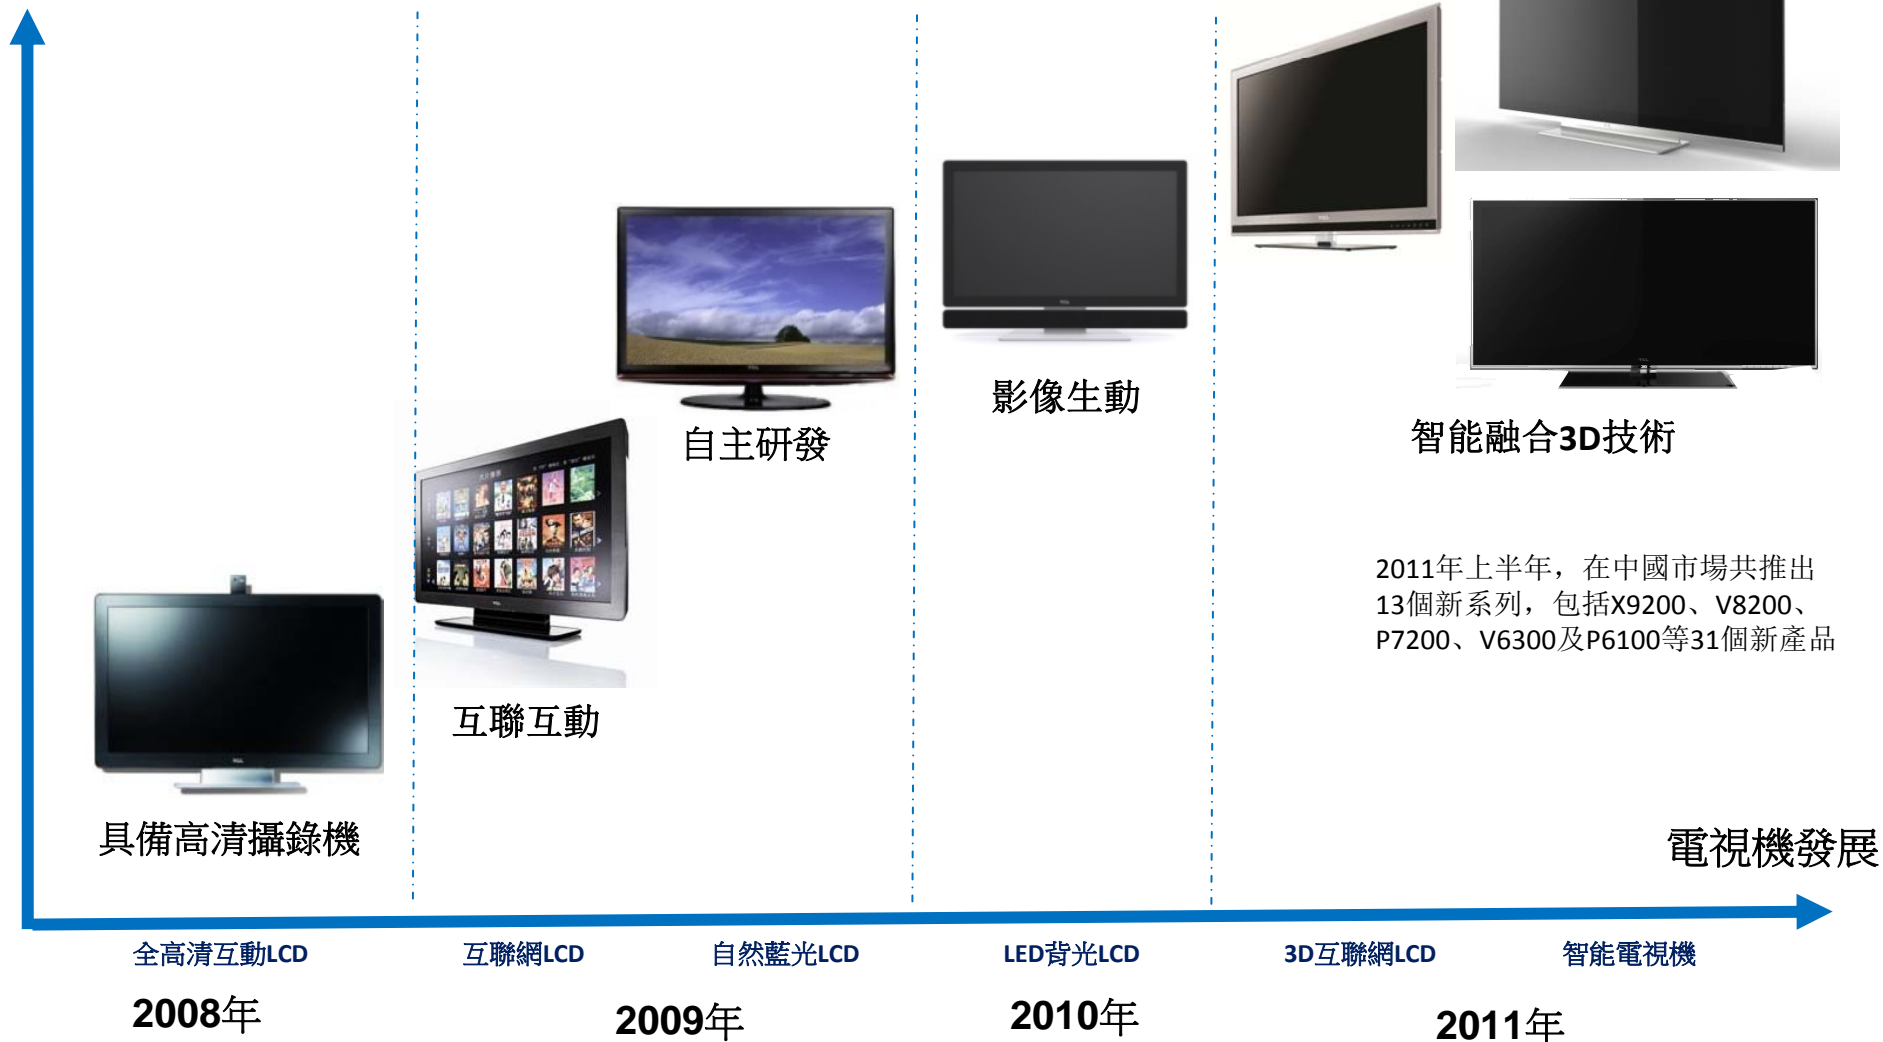 影像生動
自主研發
智能融合3D技術
2011年上半年，在中國市場共推出
13個新系列，包括X9200、V8200、
P7200、V6300及P6100等31個新產品
互聯互動
具備高清攝錄機
電視機發展
全高清互動LCD
互聯網LCD
自然藍光LCD
LED背光LCD
3D互聯網LCD
智能電視機
2008年
2009年
2010年
2011年